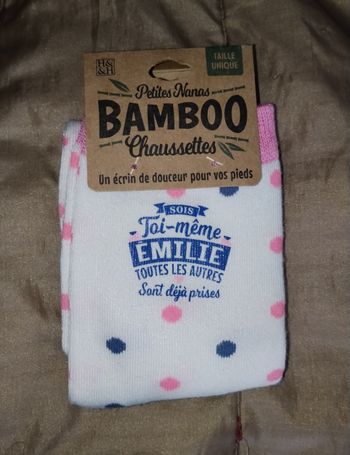 H&
&H
TAILLE
UNIQUE
Petites Nanas
BAMBOO
Chaussettes
Un écrin de douceur pour vos pieds
SOIS
Toi-même
EMILIE
TOUTES LES AUTRES
Sont déjà prises